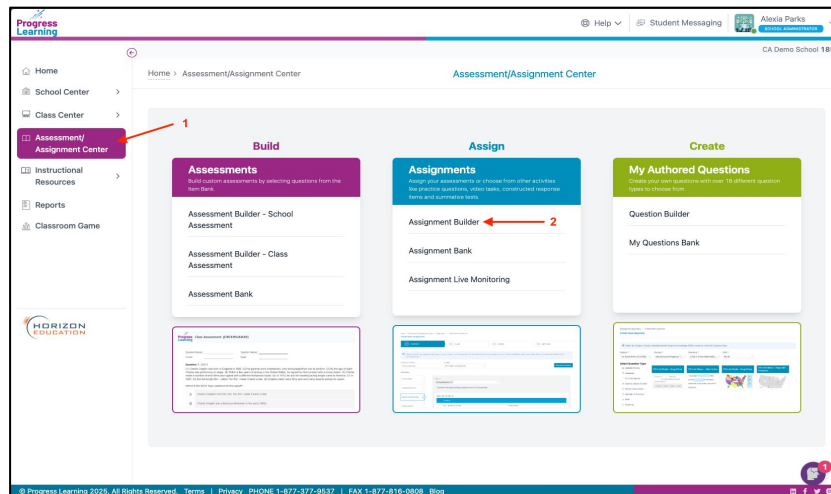 Progress
Learning
Help
Student Messaging
Alexia Parks
SCHOOL ADMINISTRATOR
CA Demo School 18
Home
School Center
Class Center
Assessment/
Assignment Center
Instructional
Resources
Reports
Classroom Game
HORIZON
EDUCATION
Home > Assessment/Assignment Center
Assessment/Assignment Center
1
Build
Assessments
Build custom assessments by selecting questions from the
Item Bank.
Assessment Builder - School
Assessment
Assessment Builder - Class
Assessment
Assessment Bank
Assign
Assignments
Assign your assessments or choose from other activities
like practice questions, video tasks, constructed response
items and summative tests.
Assignment Builder
2
Assignment Bank
Assignment Live Monitoring
Create
My Authored Questions
Create your own questions with over 18 different question
types to choose from.
Question Builder
My Questions Bank
1
© Progress Learning 2025, All Rights Reserved. Terms | Privacy PHONE 1-877-377-9537 | FAX 1-877-816-0808 Blog